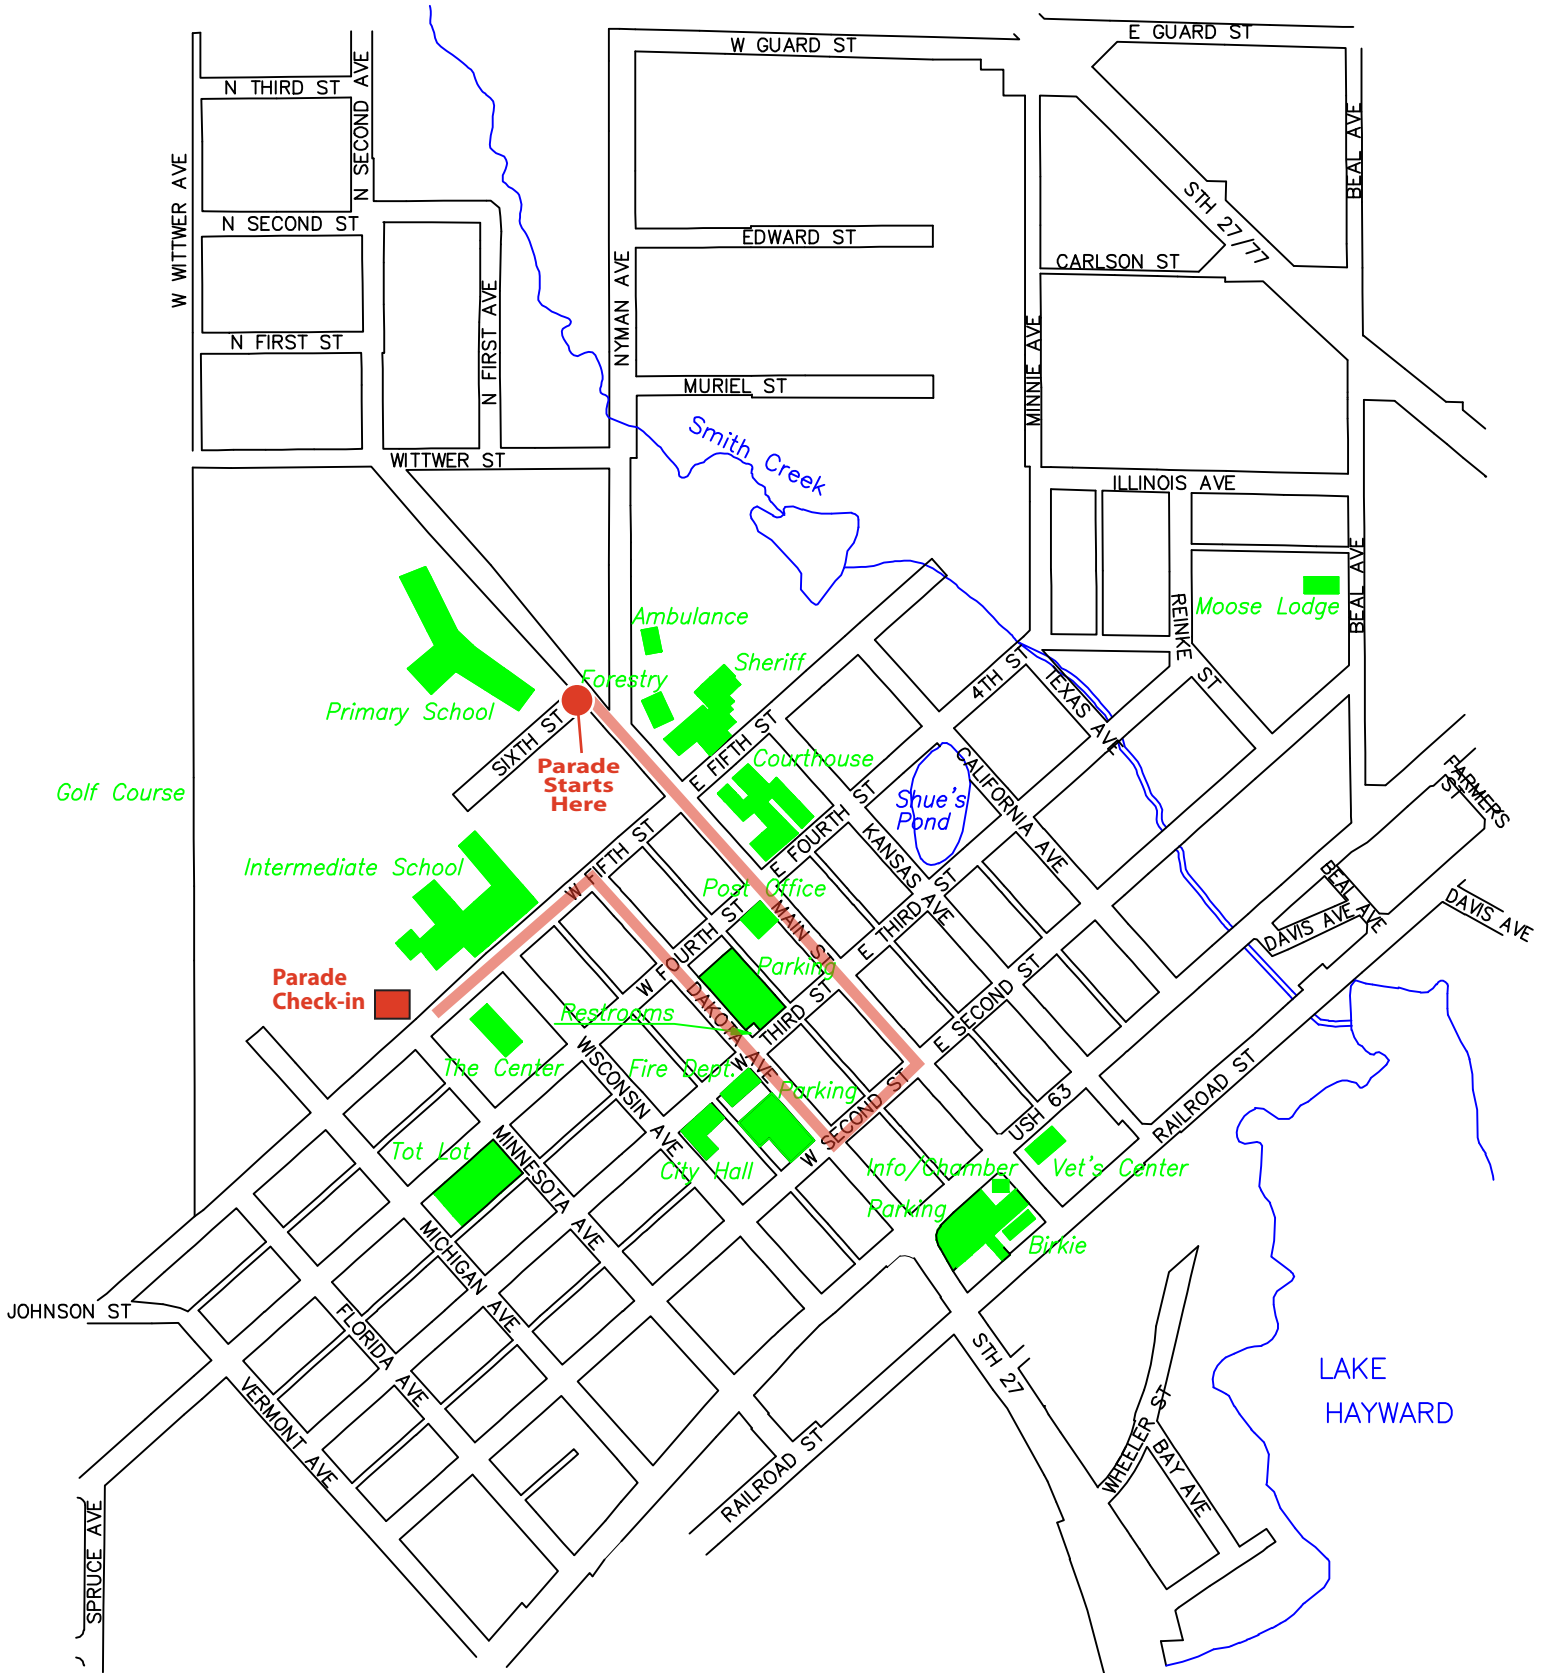 W GUARD ST
E GUARD ST
N THIRD ST
N SECOND AVE
BEAL AVE
W WITTWER AVE
N SECOND ST
STH 27/77
EDWARD ST
CARLSON ST
N FIRST AVE
NYMAN AVE
N FIRST ST
MINNIE AVE
MURIEL ST
Smith Creek
WITTWER ST
ILLINOIS AVE
BEAL AVE
REINKE ST
Moose Lodge
Ambulance
Sheriff
Forestry
4TH ST
TEXAS AVE
Primary School
SIXTH ST
E FIFTH ST
Parade
Starts
Here
Courthouse
CALIFORNIA AVE
Golf Course
Shue's
Pond
FARMERS
ST
E FOURTH ST
KANSAS AVE
Intermediate School
W FIFTH ST
Post Office
BEAL AVE
MAIN ST
E THIRD ST
DAVIS AVE
DAVIS AVE
W FOURTH ST
Parking
Parade
Check-in
E SECOND ST
Restrooms
DAKOTA AVE
W THIRD ST
The Center
WISCONSIN AVE
Fire Dept.
Parking
W SECOND ST
USH 63
RAILROAD ST
Tot Lot
MINNESOTA AVE
City Hall
Info/Chamber
Vet's Center
Parking
Birkie
MICHIGAN AVE
JOHNSON ST
FLORIDA AVE
STH 27
LAKE
HAYWARD
VERMONT AVE
WHEELER ST
BAY AVE
RAILROAD ST
SPRUCE AVE